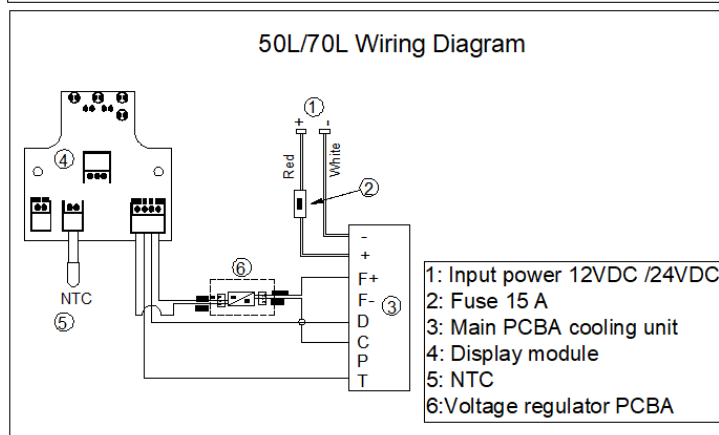 50L/70L Wiring Diagram
1
+ -
Red
White
4
2
-
+
6
F+
F-
3
D
C
P
T
NTC
5
1: Input power 12VDC /24VDC
2: Fuse 15 A
3: Main PCBA cooling unit
4: Display module
5: NTC
6:Voltage regulator PCBA